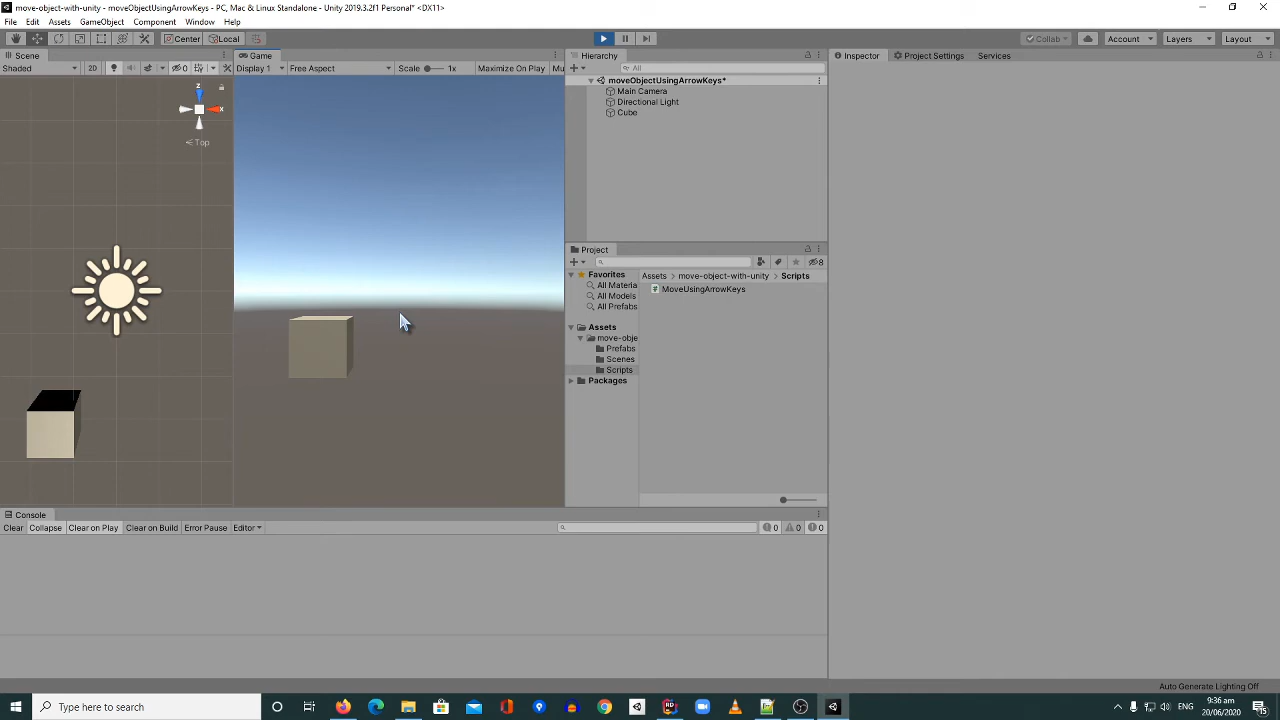 move-object-with-unity - moveObjectUsingArrowKeys - PC, Mac & Linux Standalone - Unity 2019.3.2f1 Personal* <DX11>
File Edit Assets GameObject Component Window Help
Center Local Collab Account Layers Layout
Scene Game Hierarchy Inspector Project Settings Services
Shaded 2D 0 Display 1 Free Aspect Scale 1x Maximize On Play Mu All
moveObjectUsingArrowKeys*
Main Camera
Directional Light
Cube
z
x
Top
Project
8
Favorites Assets move-object-with-unity Scripts
All Materia MoveUsingArrowKeys
All Models
All Prefabs
Assets
move-obje
Prefabs
Scenes
Scripts
Packages
Console
Clear Collapse Clear on Play Clear on Build Error Pause Editor 0 0 0
Auto Generate Lighting Off
Type here to search
ENG
9:36 am
20/06/2020